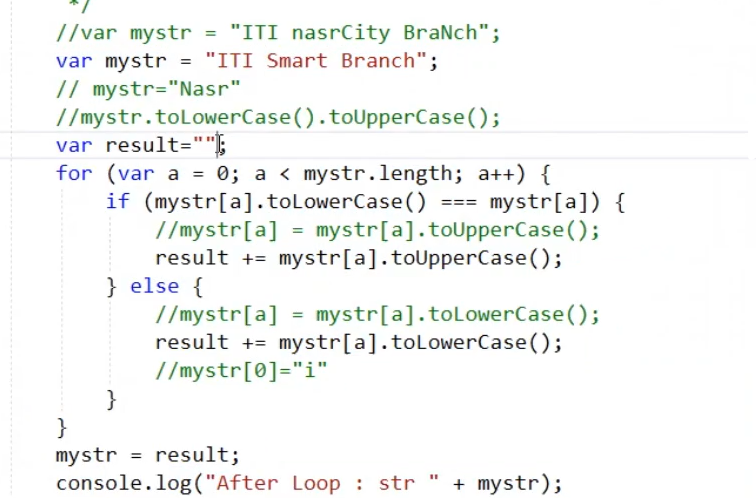 */
//var mystr = "ITI nasrCity BraNch";
var mystr = "ITI Smart Branch";
// mystr="Nasr"
//mystr.toLowerCase().toUpperCase();
var result="";
for (var a = 0; a < mystr.length; a++) {
if (mystr[a].toLowerCase() === mystr[a]) {
//mystr[a] = mystr[a].toUpperCase();
result += mystr[a].toUpperCase();
} else {
//mystr[a] = mystr[a].toLowerCase();
result += mystr[a].toLowerCase();
//mystr[0]="i"
}
}
mystr = result;
console.log("After Loop : str " + mystr);